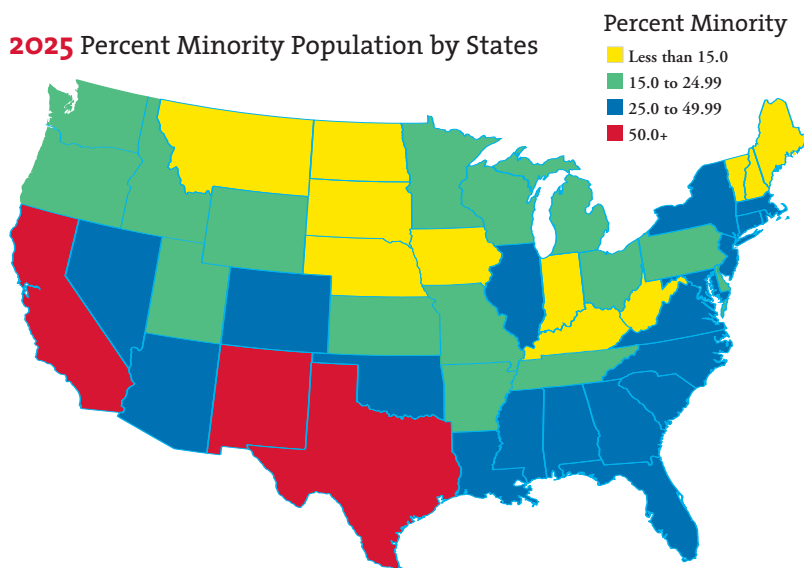 2025 Percent Minority Population by States
Percent Minority
Less than 15.0
15.0 to 24.99
25.0 to 49.99
50.0+